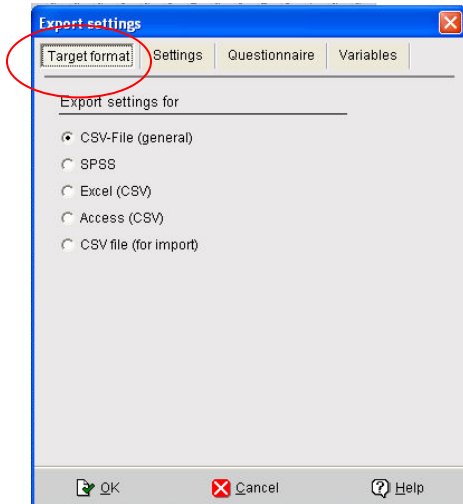 Export settings
Target format Settings Questionnaire Variables
Export settings for
CSV-File (general)
SPSS
Excel (CSV)
Access (CSV)
CSV file (for import)
OK Cancel Help